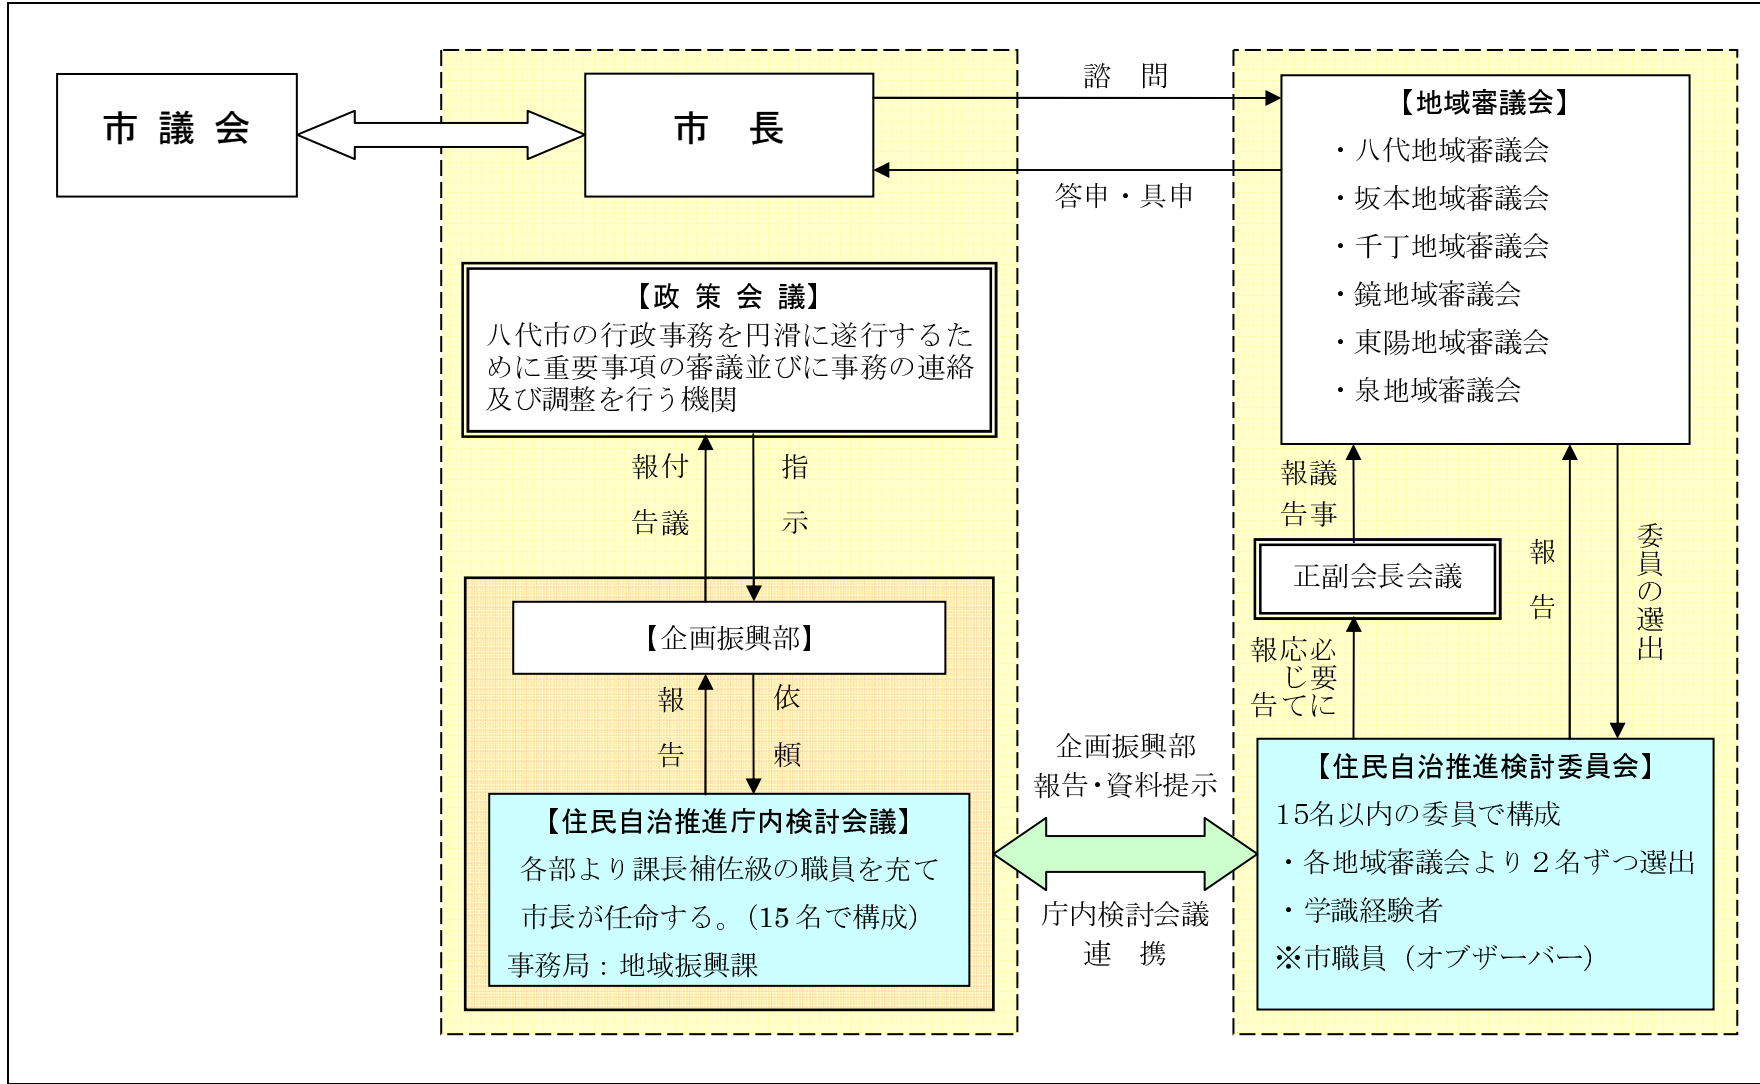 市 議 会
市 長
諮 問
答申・具申
【政 策 会 議】
八代市の行政事務を円滑に遂行するた
めに重要事項の審議並びに事務の連絡
及び調整を行う機関
付議
報告
指示
【企画振興部】
報告
依頼
【住民自治推進庁内検討会議】
各部より課長補佐級の職員を充て
市長が任命する。（15 名で構成）
事務局：地域振興課
企画振興部
報告・資料提示
庁内検討会議
連 携
【地域審議会】
・八代地域審議会
・坂本地域審議会
・千丁地域審議会
・鏡地域審議会
・東陽地域審議会
・泉地域審議会
議事
報告
正副会長会議
必要に
応じて
報告
報告
委員の選出
【住民自治推進検討委員会】
15名以内の委員で構成
・各地域審議会より２名ずつ選出
・学識経験者
※市職員（オブザーバー）